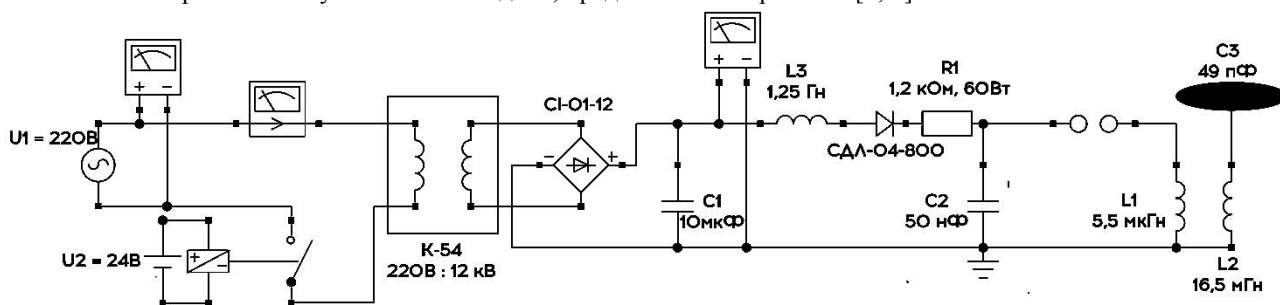 U1 = 220В
U2 = 24В
К-54
220В : 12 кВ
CI-01-12
C1
10мкФ
L3
1,25 Гн
СДЛ-04-800
R1
1,2 кОм, 60Вт
C2
50 нФ
L1
5,5 мкГн
C3
49 пФ
L2
16,5 мГн